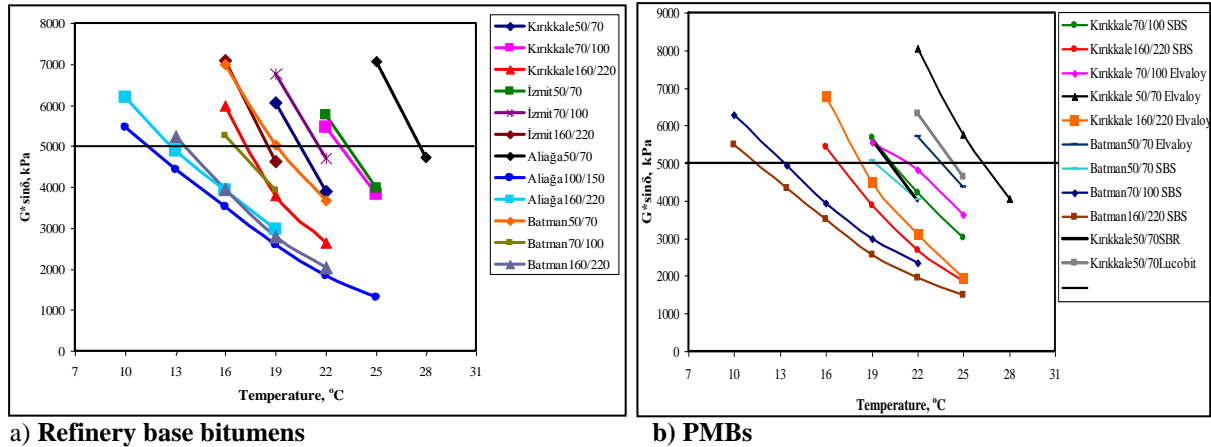 9000
8000
7000
6000
5000
4000
3000
2000
1000
0
7 10 13 16 19 22 25 28 31
G* sinδ, kPa
Temperature, °C
Kırıkkale50/70
Kırıkkale70/100
Kırıkkale160/220
İzmit50/70
İzmit70/100
İzmit160/220
Aliağa50/70
Aliağa100/150
Aliağa160/220
Batman50/70
Batman70/100
Batman160/220
8000
7000
6000
5000
4000
3000
2000
1000
0
7 10 13 16 19 22 25 28 31
G* sinδ, kPa
Temperature, °C
Kırıkkale70/100 SBS
Kırıkkale160/220 SBS
Kırıkkale 70/100 Elvaloy
Kırıkkale 50/70 Elvaloy
Kırıkkale 160/220 Elvaloy
Batman50/70 Elvaloy
Batman50/70 SBS
Batman70/100 SBS
Batman160/220 SBS
Kırıkkale50/70SBR
Kırıkkale50/70Lucobit
a) Refinery base bitumens
b) PMBs